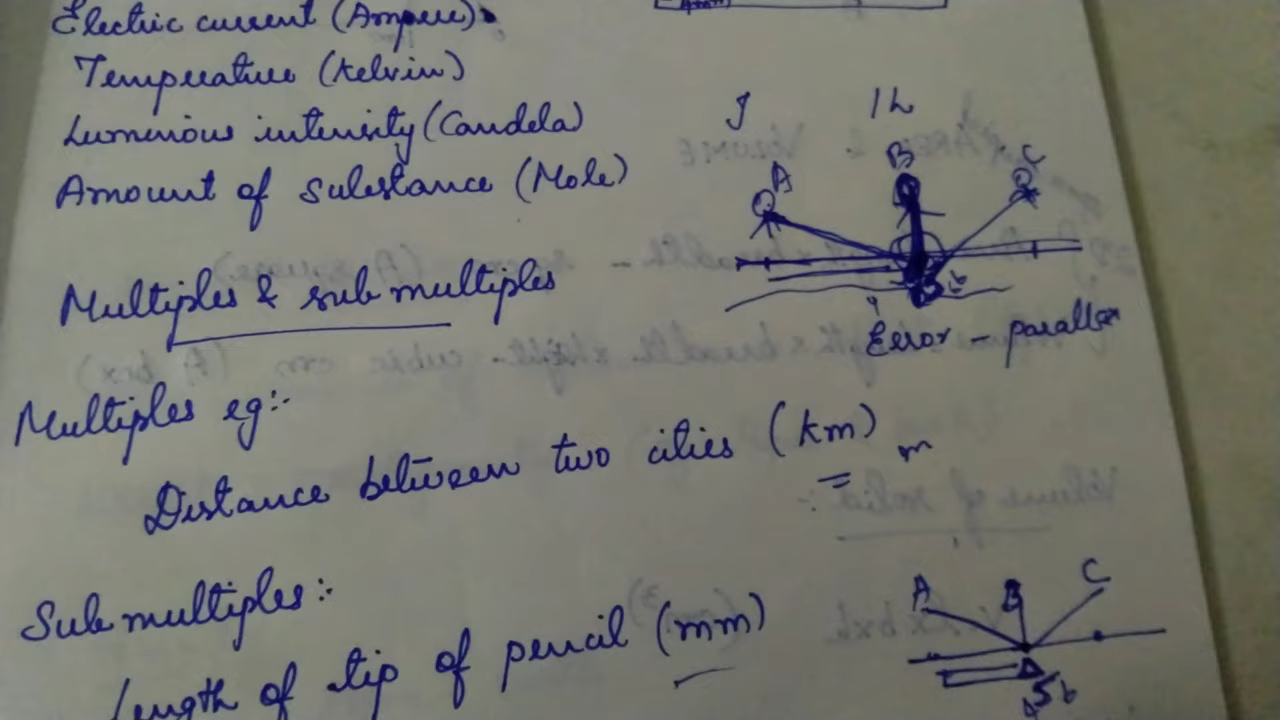 Electric current (Ampere)
Temperature (Kelvin)
Luminous intensity (Candela)
Amount of substance (Mole)
A
B
C
Error - parallax
Multiples & sub multiples
Multiples eg:-
Distance between two cities (km) m
Sub multiples:-
Length of tip of pencil (mm)
A
B
C